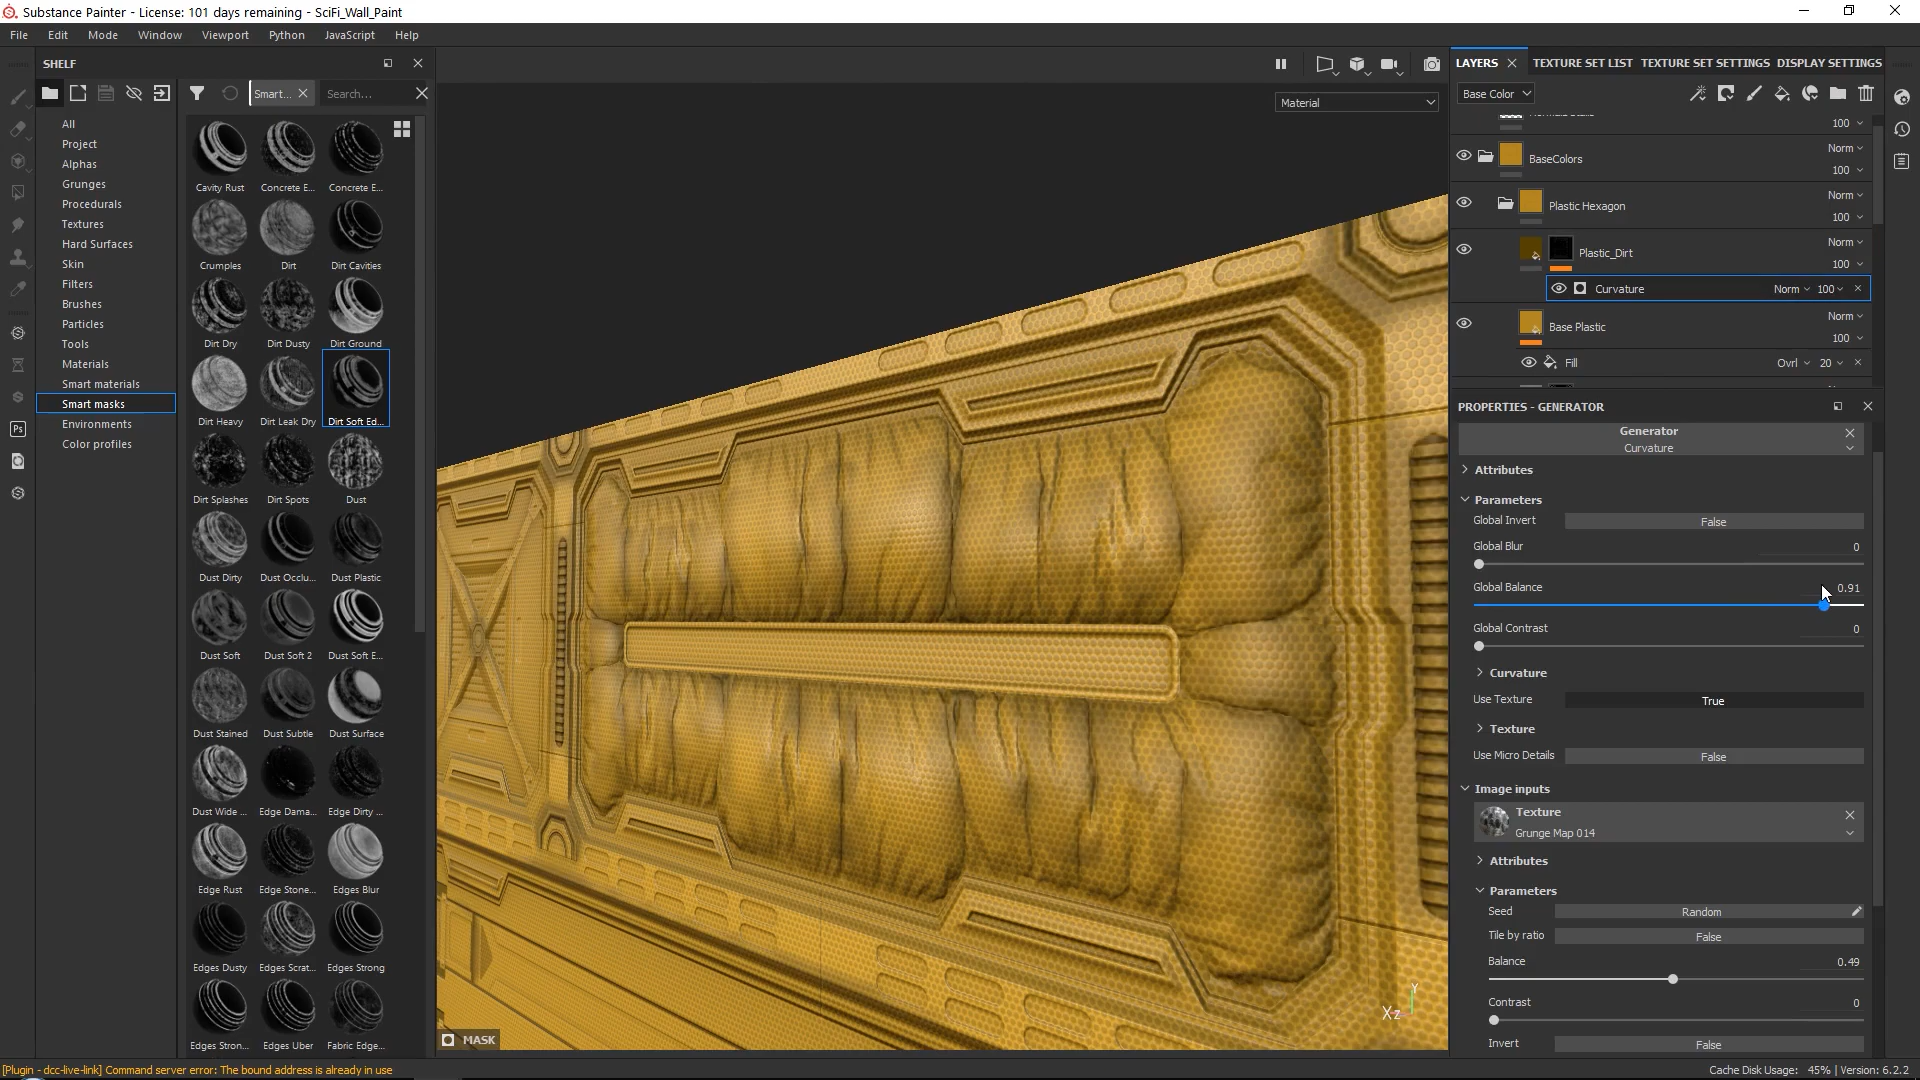 Substance Painter - License: 101 days remaining - SciFi_Wall_Paint
File Edit Mode Window Viewport Python JavaScript Help
SHELF
Smart...
Search...
All
Project
Alphas
Grunges
Procedurals
Textures
Hard Surfaces
Skin
Filters
Brushes
Particles
Tools
Materials
Smart materials
Smart masks
Environments
Color profiles
Cavity Rust Concrete E... Concrete E...
Crumples Dirt Dirt Cavities
Dirt Dry Dirt Dusty Dirt Ground
Dirt Heavy Dirt Leak Dry Dirt Soft Ed...
Dirt Splashes Dirt Spots Dust
Dust Dirty Dust Occlu... Dust Plastic
Dust Soft Dust Soft 2 Dust Soft E...
Dust Stained Dust Subtle Dust Surface
Dust Wide ... Edge Dama... Edge Dirty ...
Edge Rust Edge Stone... Edges Blur
Edges Dusty Edges Scrat... Edges Strong
Edges Stron... Edges Uber Fabric Edge...
Ps
Material
MASK
Y
X Z
LAYERS TEXTURE SET LIST TEXTURE SET SETTINGS DISPLAY SETTINGS
Base Color
100
BaseColors Norm
100
Plastic Hexagon Norm
100
Plastic_Dirt Norm
100
Curvature Norm 100
Base Plastic Norm
100
Fill Ovrl 20
PROPERTIES - GENERATOR
Generator
Curvature
Attributes
Parameters
Global Invert False
Global Blur 0
Global Balance 0.91
Global Contrast 0
Curvature
Use Texture True
Texture
Use Micro Details False
Image inputs
Texture
Grunge Map 014
Attributes
Parameters
Seed Random
Tile by ratio False
Balance 0.49
Contrast 0
Invert False
[Plugin - dcc-live-link] Command server error: The bound address is already in use
Cache Disk Usage: 45% | Version: 6.2.2